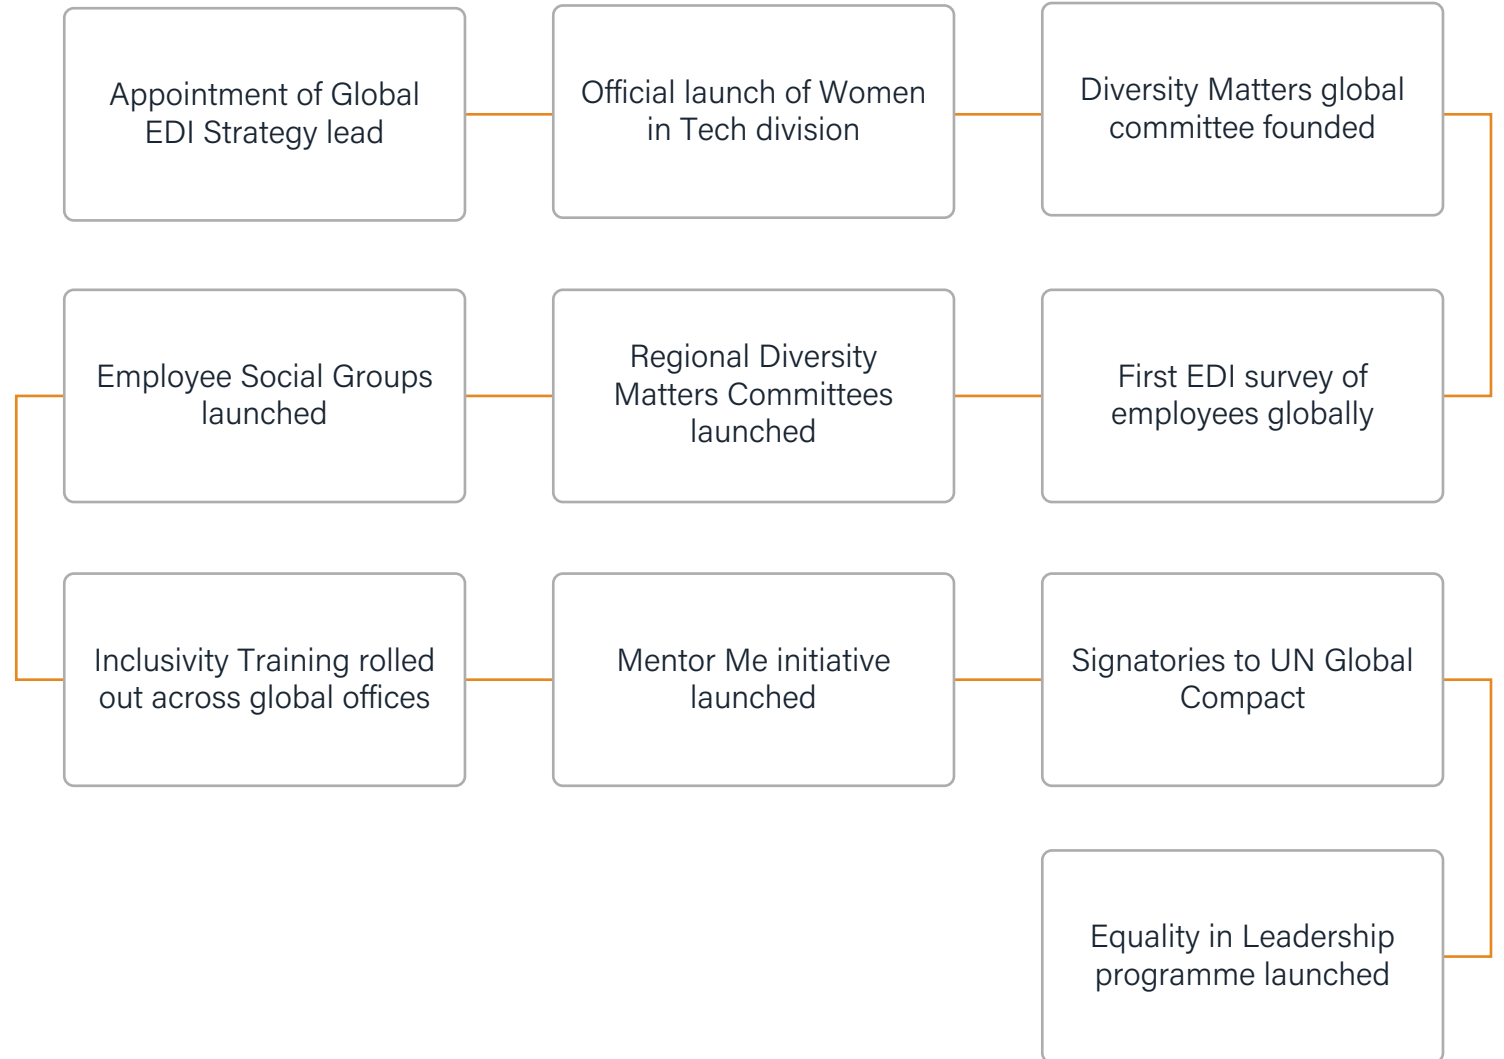 Appointment of Global
EDI Strategy lead
Official launch of Women
in Tech division
Diversity Matters global
committee founded
First EDI survey of
employees globally
Regional Diversity
Matters Committees
launched
Employee Social Groups
launched
Inclusivity Training rolled
out across global offices
Mentor Me initiative
launched
Signatories to UN Global
Compact
Equality in Leadership
programme launched